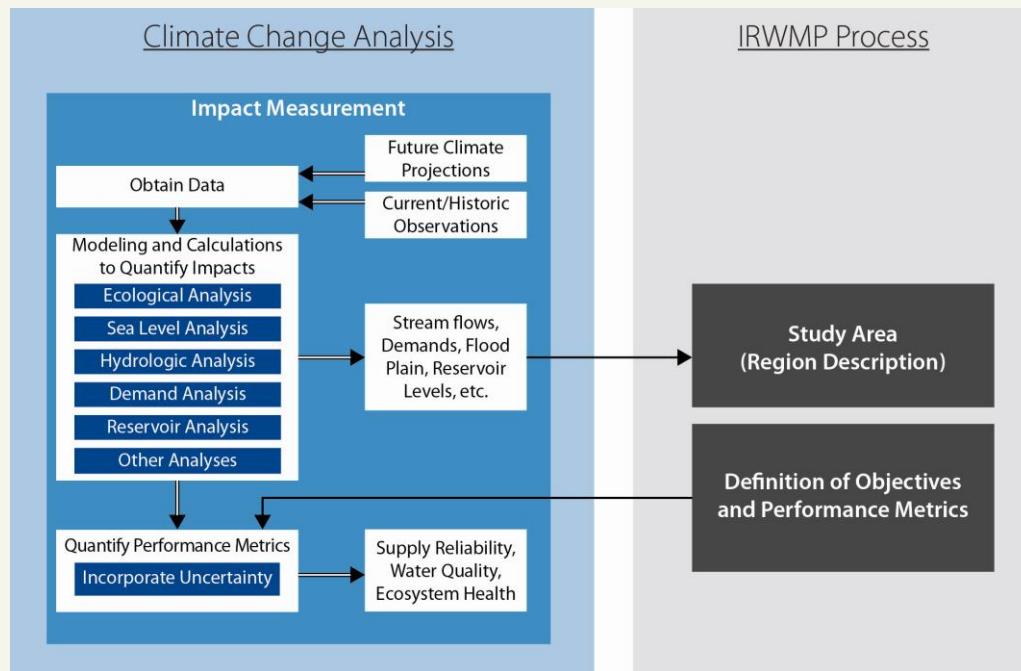 Climate Change Analysis
IRWMP Process
Impact Measurement
Future Climate
Projections
Obtain Data
Current/Historic
Observations
Modeling and Calculations
to Quantify Impacts
Ecological Analysis
Sea Level Analysis
Hydrologic Analysis
Demand Analysis
Reservoir Analysis
Other Analyses
Stream flows,
Demands, Flood
Plain, Reservoir
Levels, etc.
Study Area
(Region Description)
Definition of Objectives
and Performance Metrics
Quantify Performance Metrics
Incorporate Uncertainty
Supply Reliability,
Water Quality,
Ecosystem Health